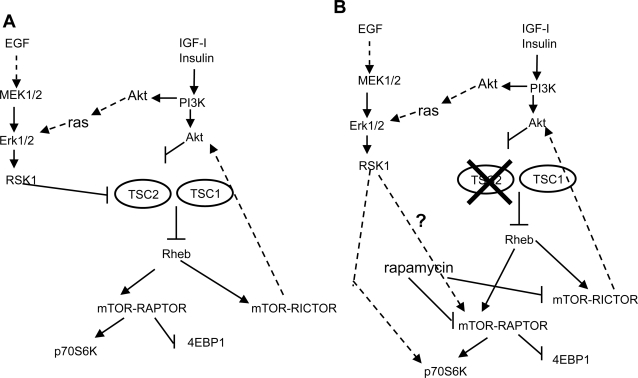 A
EGF
IGF-I
Insulin
MEK1/2
Akt
PI3K
ras
Erk1/2
Akt
RSK1
TSC2
TSC1
Rheb
mTOR-RAPTOR
mTOR-RICTOR
p70S6K
4EBP1
B
EGF
IGF-I
Insulin
MEK1/2
Akt
PI3K
ras
Erk1/2
Akt
RSK1
TSC2
TSC1
?
Rheb
rapamycin
mTOR-RICTOR
mTOR-RAPTOR
p70S6K
4EBP1